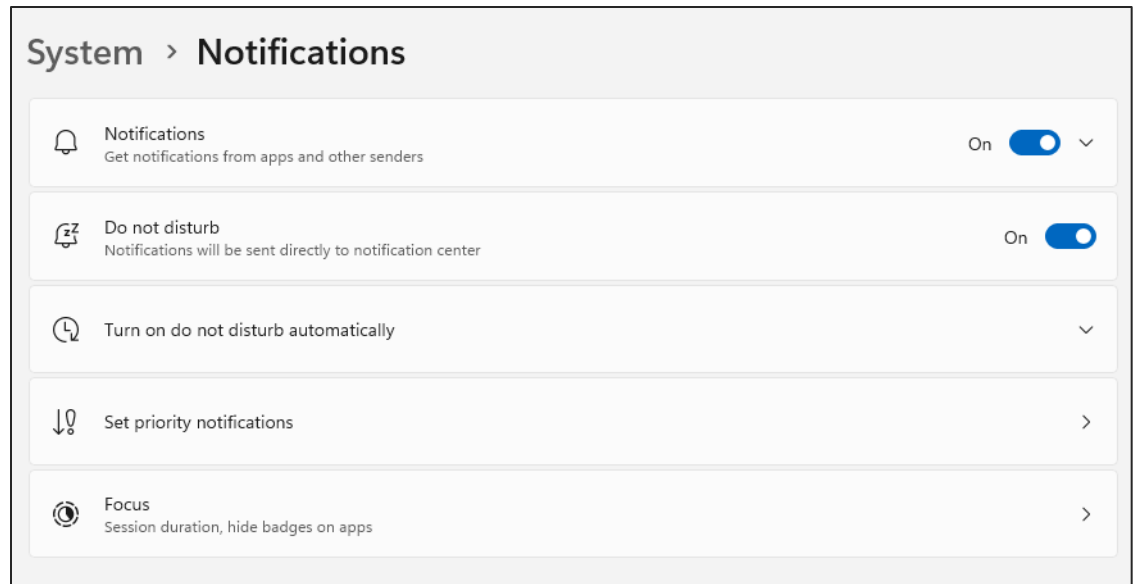 System > Notifications
Notifications
Get notifications from apps and other senders
On
Do not disturb
Notifications will be sent directly to notification center
On
Turn on do not disturb automatically
Set priority notifications
Focus
Session duration, hide badges on apps